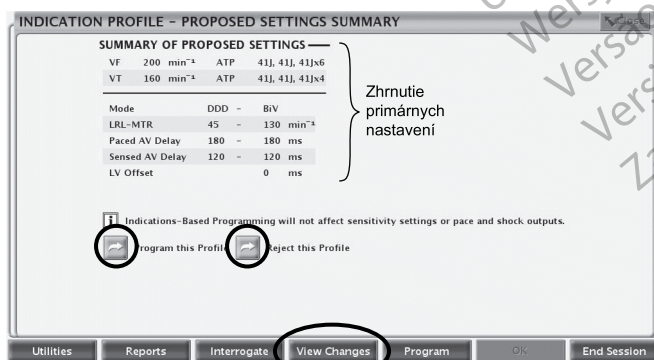 INDICATION PROFILE – PROPOSED SETTINGS SUMMARY
Close
SUMMARY OF PROPOSED SETTINGS
VF 200 min⁻¹ ATP 41J, 41J, 41Jx6
VT 160 min⁻¹ ATP 41J, 41J, 41Jx4
Mode DDD – BiV
LRL-MTR 45 – 130 min⁻¹
Paced AV Delay 180 – 180 ms
Sensed AV Delay 120 – 120 ms
LV Offset 0 ms
Zhrnutie
primárnych
nastavení
i Indications-Based Programming will not affect sensitivity settings or pace and shock outputs.
Program this Profile Reject this Profile
Utilities Reports Interrogate View Changes Program OK End Session